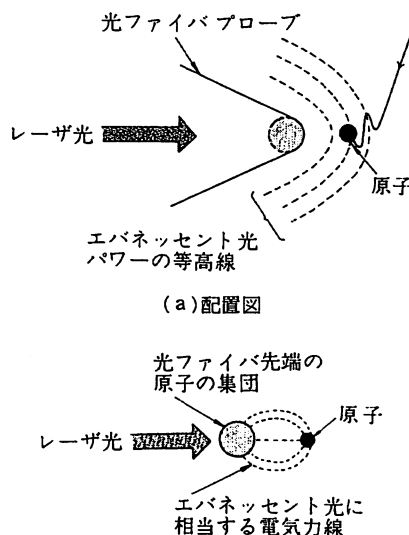 光ファイバ プローブ
レーザ光
原子
エバネッセント光
パワーの等高線
(a)配置図
光ファイバ先端の
原子の集団
原子
レーザ光
エバネッセント光に
相当する電気力線